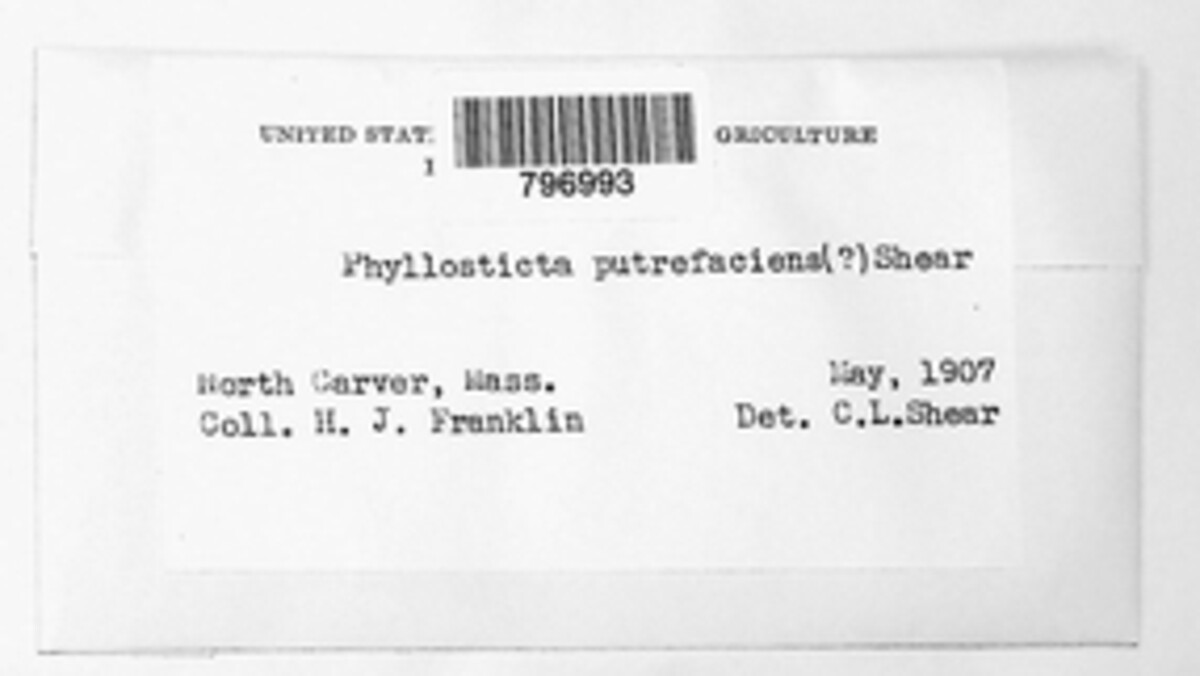 UNITED STAT GRICULTURE
1
796993
Phyllosticta putrefaciens(?)Shear
North Carver, Mass. May, 1907
Coll. H. J. Franklin Det. C.L.Shear